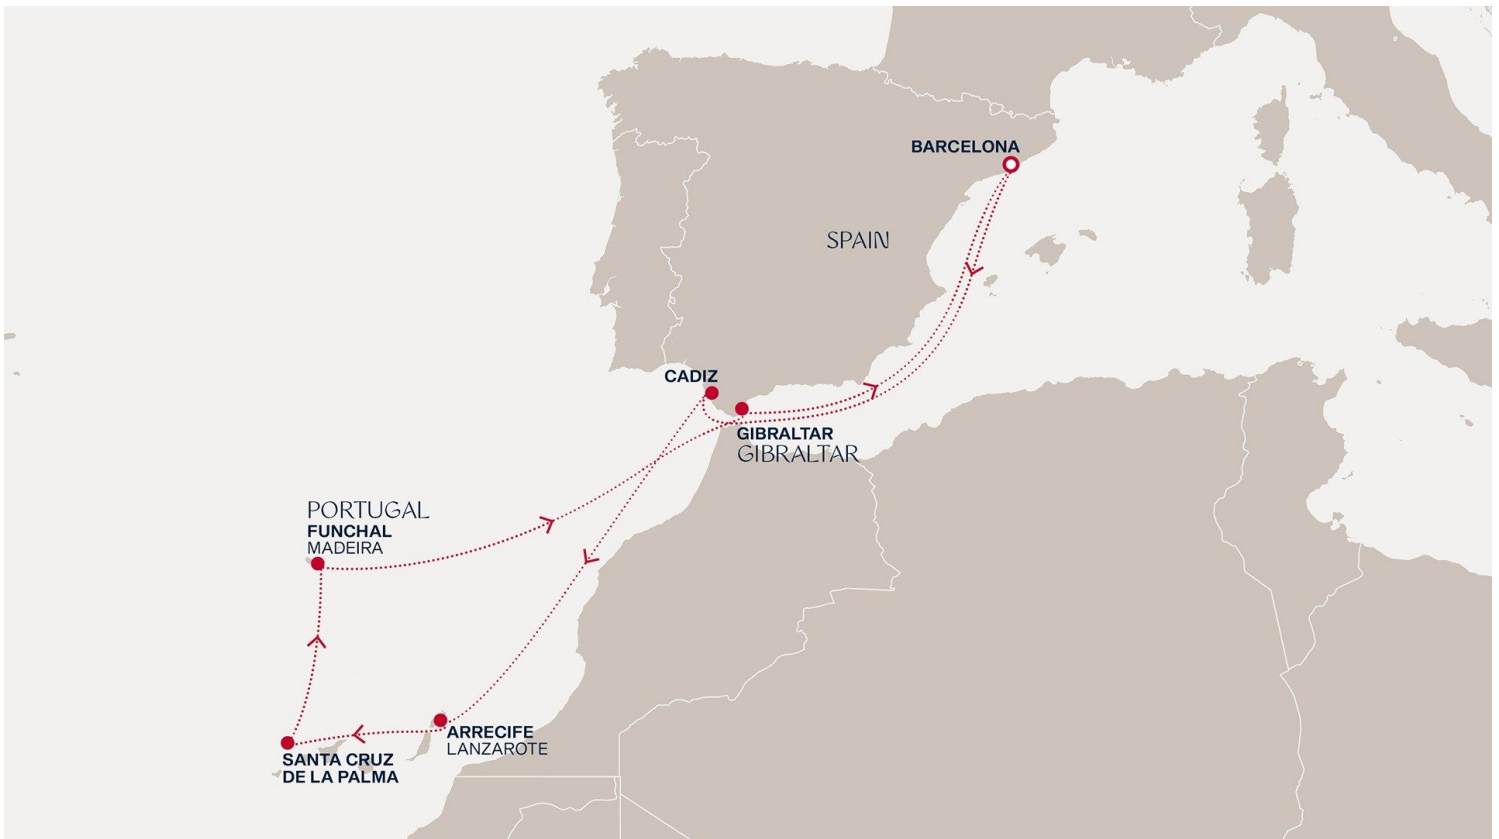 BARCELONA
SPAIN
CADIZ
GIBRALTAR
GIBRALTAR
PORTUGAL
FUNCHAL
MADEIRA
ARRECIFE
LANZAROTE
SANTA CRUZ
DE LA PALMA